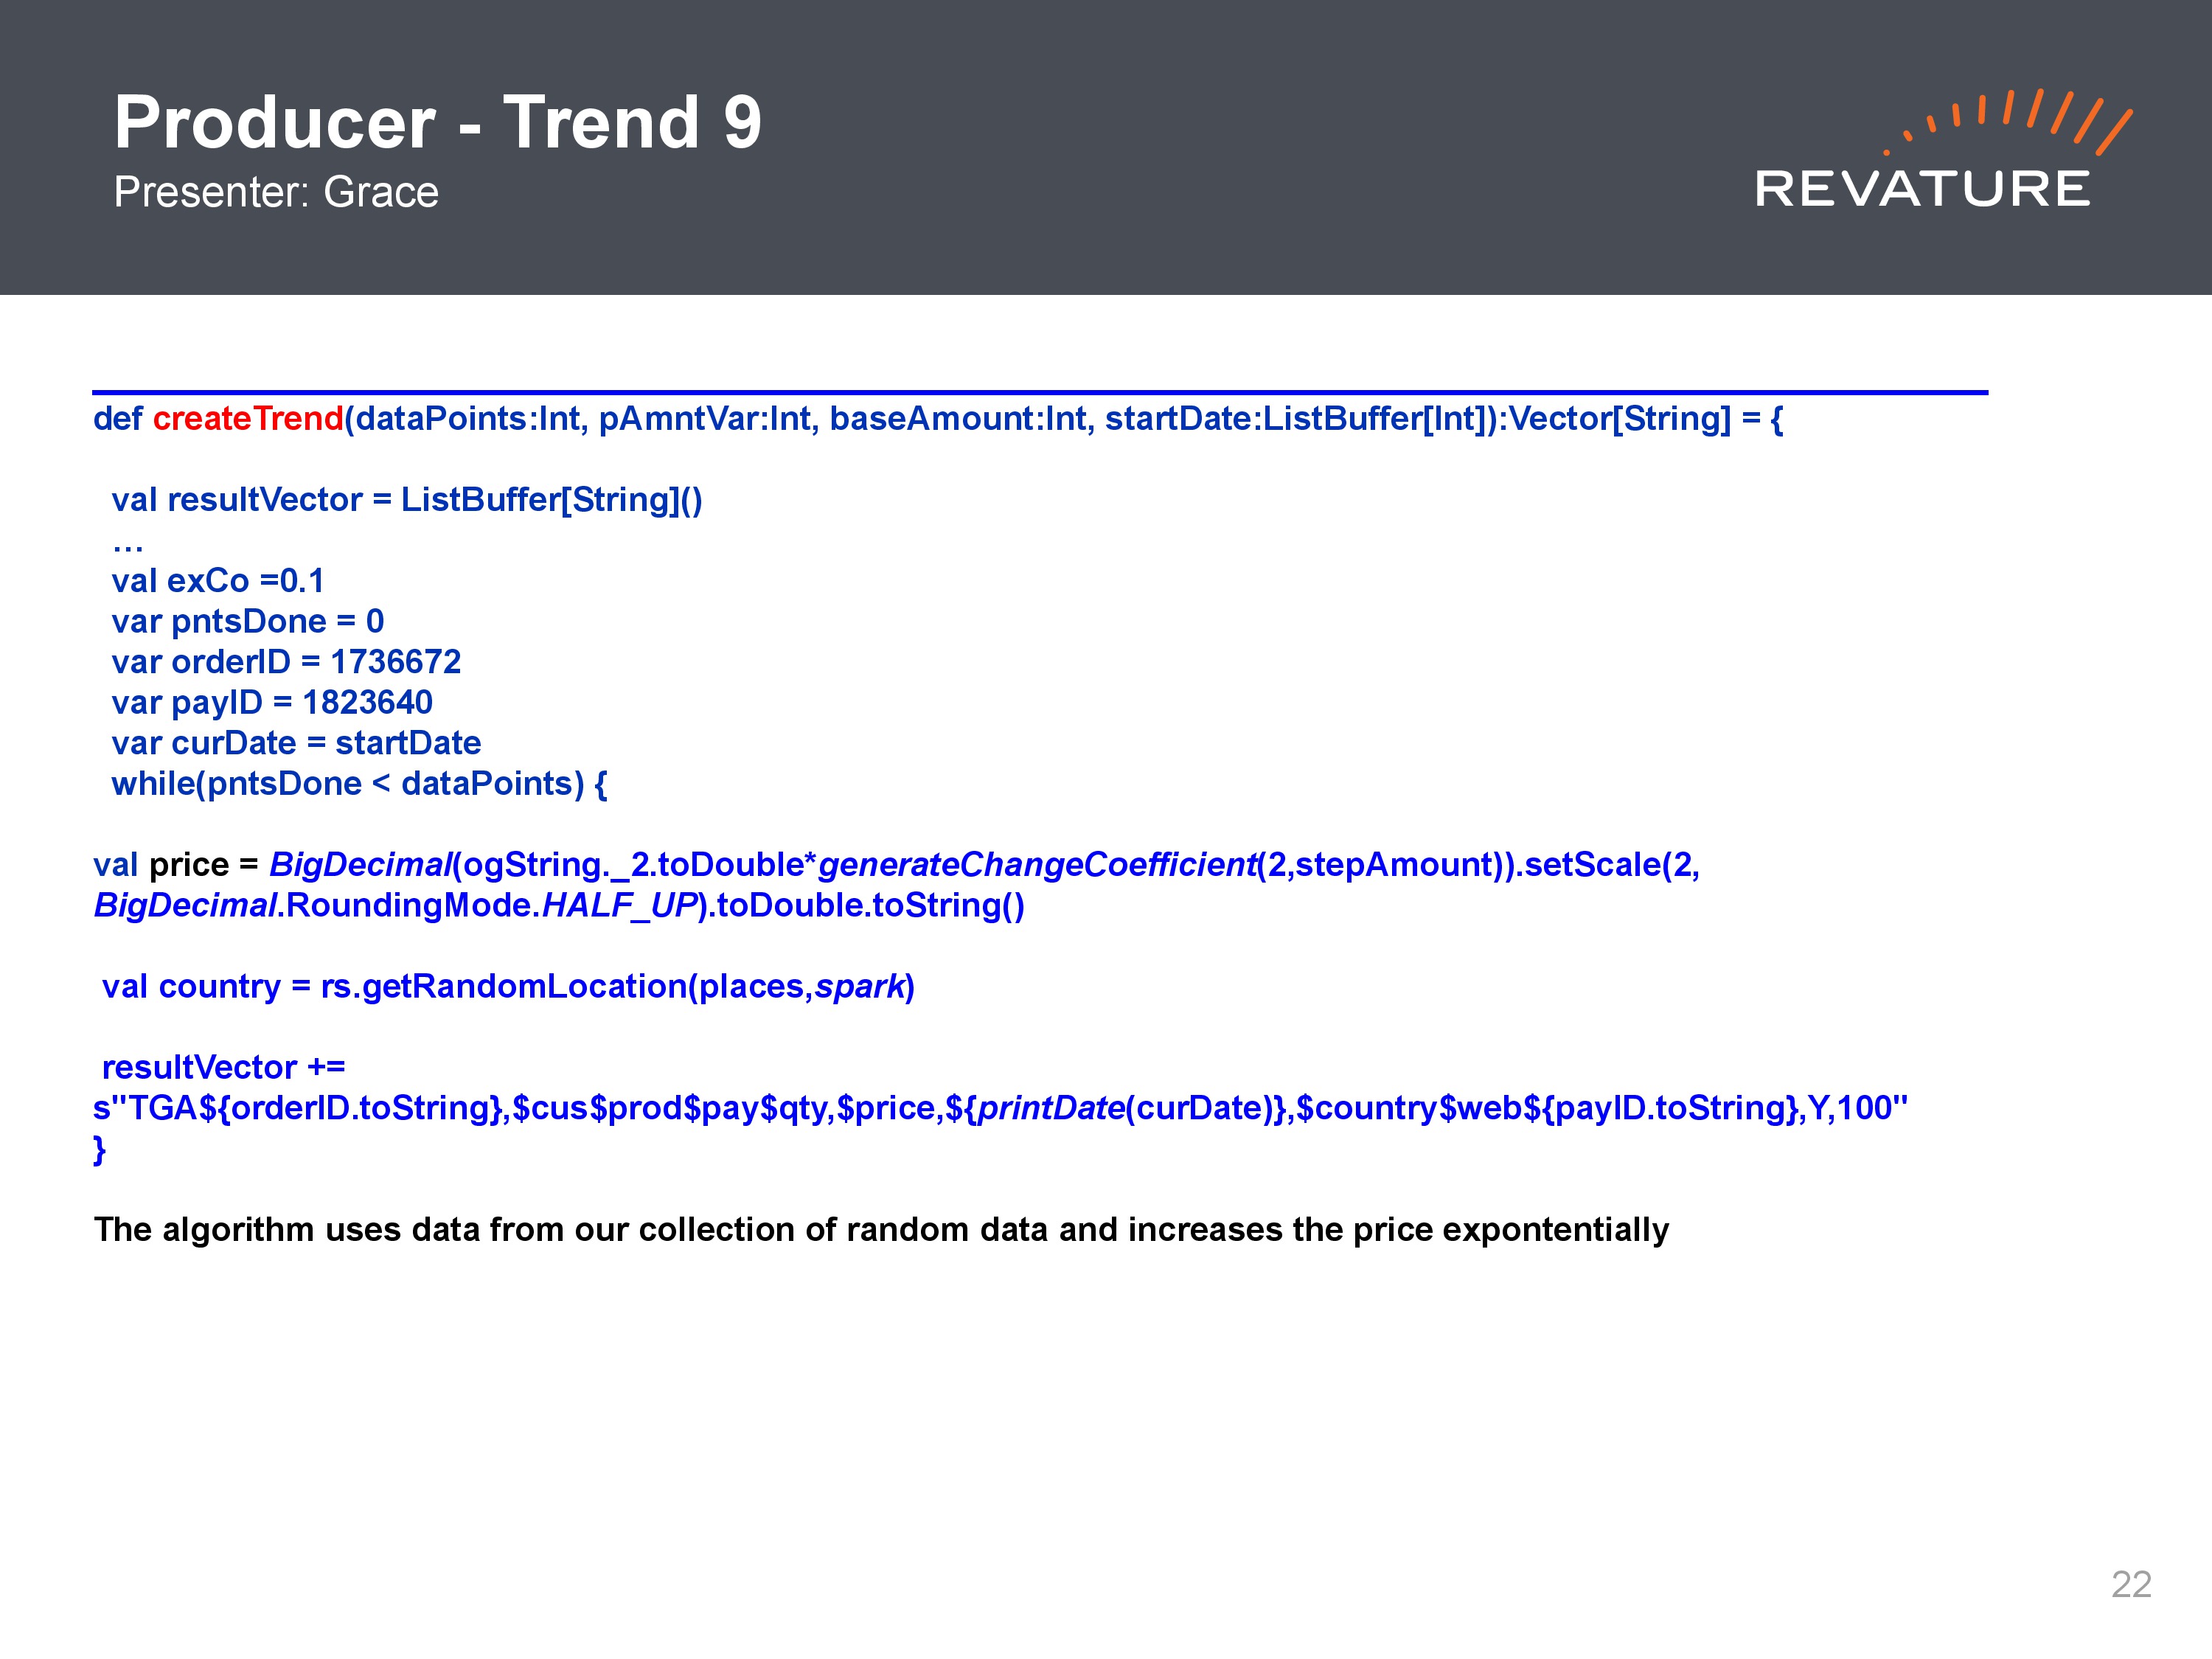 Producer - Trend 9
Presenter: Grace
REVATURE
def createTrend(dataPoints:Int, pAmntVar:Int, baseAmount:Int, startDate:ListBuffer[Int]):Vector[String] = {
val resultVector = ListBuffer[String]()
…
val exCo =0.1
var pntsDone = 0
var orderID = 1736672
var payID = 1823640
var curDate = startDate
while(pntsDone < dataPoints) {
val price = BigDecimal(ogString._2.toDouble*generateChangeCoefficient(2,stepAmount)).setScale(2,
BigDecimal.RoundingMode.HALF_UP).toDouble.toString()
val country = rs.getRandomLocation(places,spark)
resultVector +=
s"TGA${orderID.toString},$cus$prod$pay$qty,$price,${printDate(curDate)},$country$web${payID.toString},Y,100"
}
The algorithm uses data from our collection of random data and increases the price expontentially
22